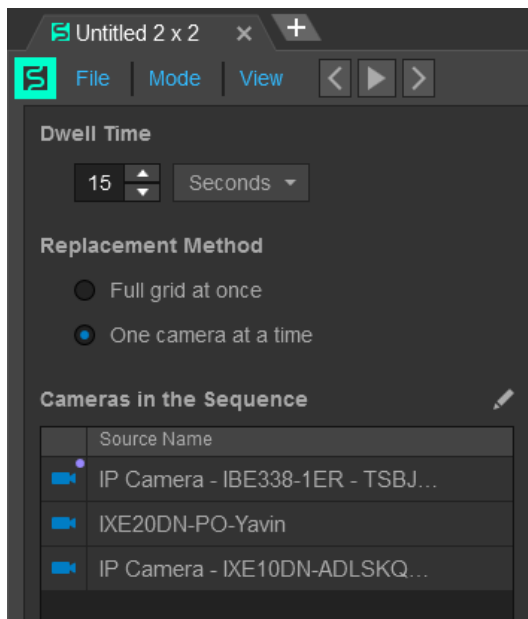 Untitled 2 x 2
File Mode View
Dwell Time
15 Seconds
Replacement Method
Full grid at once
One camera at a time
Cameras in the Sequence
Source Name
IP Camera - IBE338-1ER - TSBJ...
IXE20DN-PO-Yavin
IP Camera - IXE10DN-ADLSKQ...